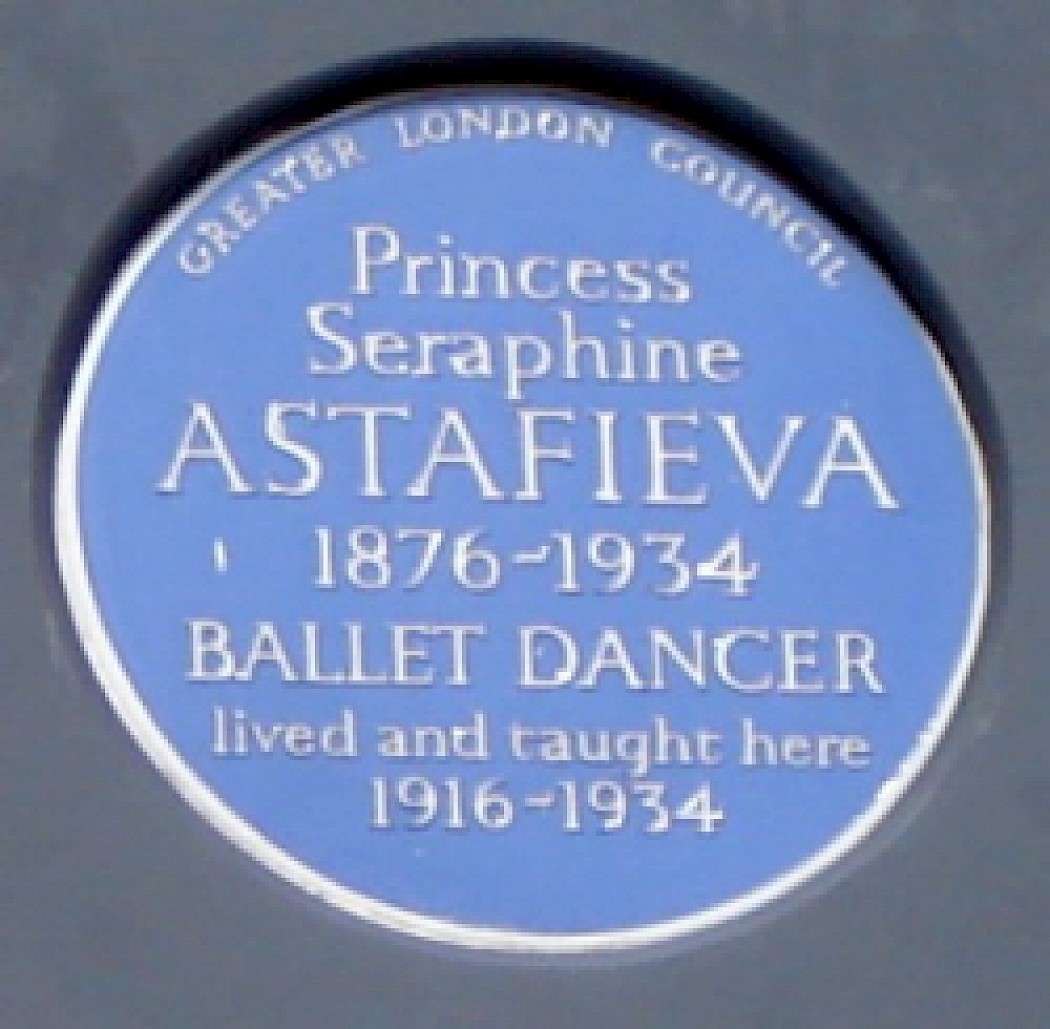 GREATER LONDON COUNCIL
Princess
Seraphine
ASTAFIEVA
1876-1934
BALLET DANCER
lived and taught here
1916-1934